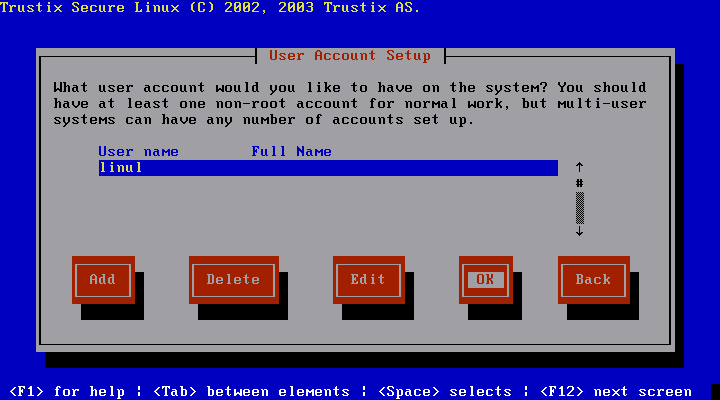 Trustix Secure Linux (C) 2002, 2003 Trustix AS.
User Account Setup
What user account would you like to have on the system? You should
have at least one non-root account for normal work, but multi-user
systems can have any number of accounts set up.
User name Full Name
linul
↑
#
↓
Add Delete Edit OK Back
<F1> for help ¦ <Tab> between elements ¦ <Space> selects ¦ <F12> next screen